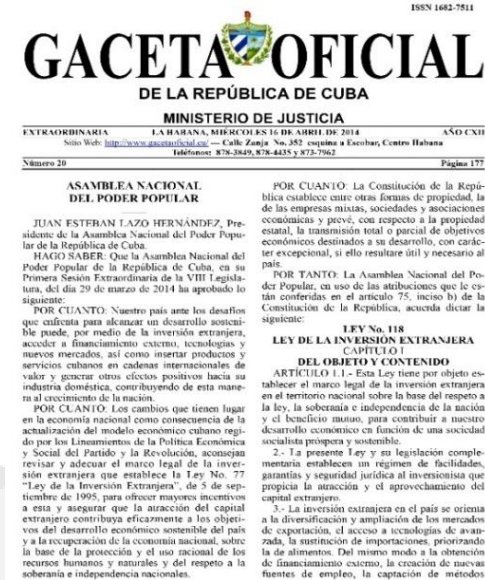 ISSN 1682-7511
GACETA OFICIAL
DE LA REPÚBLICA DE CUBA
MINISTERIO DE JUSTICIA
EXTRAORDINARIA LA HABANA, MIÉRCOLES 16 DE ABRIL DE 2014 AÑO CXII
Sitio Web: http://www.gacetaoficial.cu/ — Calle Zanja No. 352 esquina a Escobar, Centro Habana
Teléfonos: 878-3849, 878-4435 y 873-7962
Número 20 Página 177
ASAMBLEA NACIONAL
DEL PODER POPULAR
JUAN ESTEBAN LAZO HERNÁNDEZ, Pre-
sidente de la Asamblea Nacional del Poder Popu-
lar de la República de Cuba.
HAGO SABER: Que la Asamblea Nacional del
Poder Popular de la República de Cuba, en su
Primera Sesión Extraordinaria de la VIII Legisla-
tura, del día 29 de marzo de 2014 ha aprobado lo
siguiente:
POR CUANTO: Nuestro país ante los desafíos
que enfrenta para alcanzar un desarrollo sosteni-
ble puede, por medio de la inversión extranjera,
acceder a financiamiento externo, tecnologías y
nuevos mercados, así como insertar productos y
servicios cubanos en cadenas internacionales de
valor y generar otros efectos positivos hacia su
industria doméstica, contribuyendo de esta mane-
ra al crecimiento de la nación.
POR CUANTO: Los cambios que tienen lugar
en la economía nacional como consecuencia de la
actualización del modelo económico cubano regi-
do por los Lineamientos de la Política Económica
y Social del Partido y la Revolución, aconsejan
revisar y adecuar el marco legal de la inver-
sión extranjera que establece la Ley No. 77
“Ley de la Inversión Extranjera”, de 5 de sep-
tiembre de 1995, para ofrecer mayores incentivos
a esta y asegurar que la atracción del capital
extranjero contribuya eficazmente a los objeti-
vos del desarrollo económico sostenible del país
y a la recuperación de la economía nacional, sobre
la base de la protección y el uso racional de los
recursos humanos y naturales y del respeto a la
soberanía e independencia nacionales.
POR CUANTO: La Constitución de la Repú-
blica establece entre otras formas de propiedad, la
de las empresas mixtas, sociedades y asociaciones
económicas y prevé, con respecto a la propiedad
estatal, la transmisión total o parcial de objetivos
económicos destinados a su desarrollo, con carác-
ter excepcional, si ello resultare útil y necesario al
país.
POR TANTO: La Asamblea Nacional del Po-
der Popular, en uso de las atribuciones que le es-
tán conferidas en el artículo 75, inciso b) de la
Constitución de la República, acuerda dictar la
siguiente:
LEY No. 118
LEY DE LA INVERSIÓN EXTRANJERA
CAPÍTULO I
DEL OBJETO Y CONTENIDO
ARTÍCULO 1.1.- Esta Ley tiene por objeto es-
tablecer el marco legal de la inversión extranjera
en el territorio nacional sobre la base del respeto a
la ley, la soberanía e independencia de la nación
y el beneficio mutuo, para contribuir a nuestro
desarrollo económico en función de una sociedad
socialista próspera y sostenible.
2.- La presente Ley y su legislación comple-
mentaria establecen un régimen de facilidades,
garantías y seguridad jurídica al inversionista que
propicia la atracción y el aprovechamiento del
capital extranjero.
3.- La inversión extranjera en el país se orienta
a la diversificación y ampliación de los mercados
de exportación, el acceso a tecnologías de avan-
zada, la sustitución de importaciones, priorizando
la de alimentos. Del mismo modo a la obtención
de financiamiento externo, la creación de nuevas
fuentes de empleo, la captación de métodos